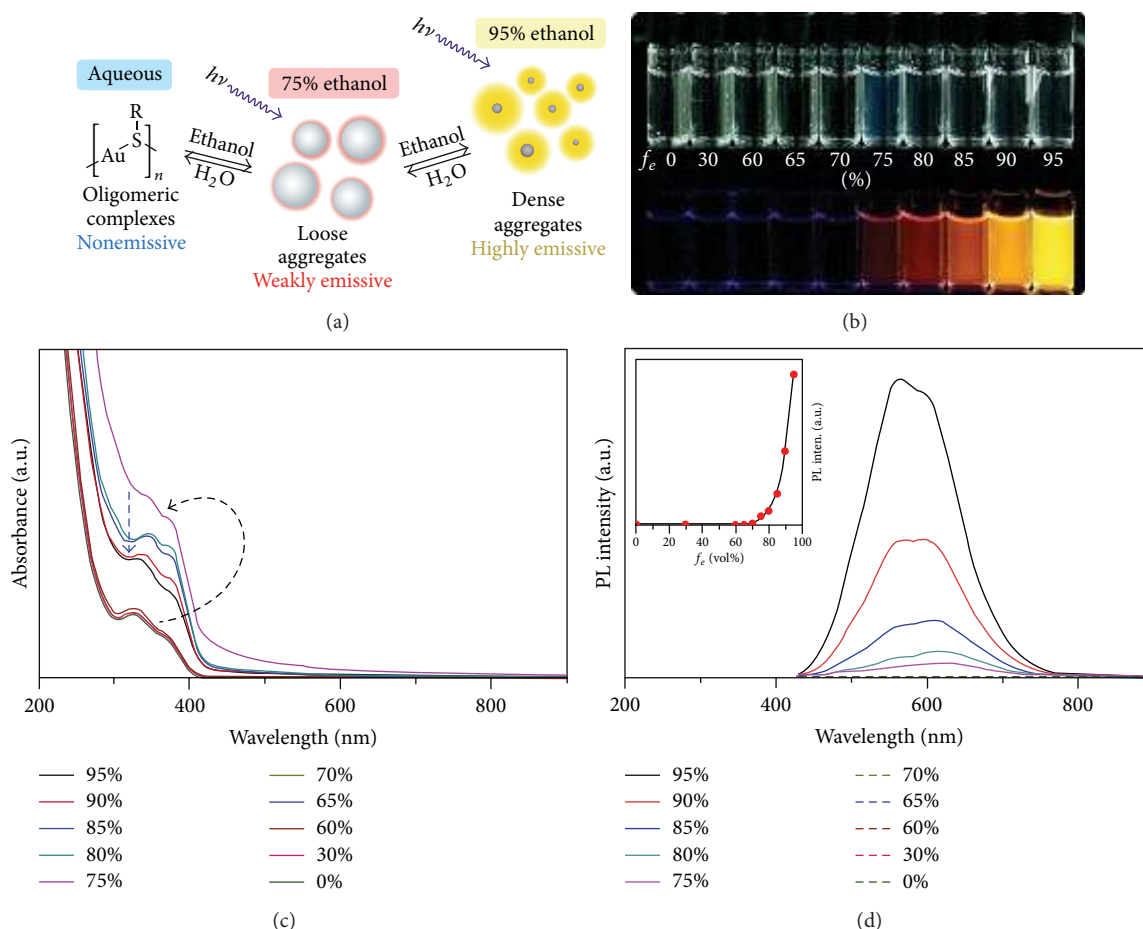 Aqueous
R
S
Au
n
Oligomeric
complexes
Nonemissive
hν
Ethanol
H₂O
75% ethanol
Loose
aggregates
Weakly emissive
hν
Ethanol
H₂O
95% ethanol
Dense
aggregates
Highly emissive
(a)
fₑ 0 30 60 65 70 75 80 85 90 95
(%)
(b)
Absorbance (a.u.)
200 400 600 800
Wavelength (nm)
95% 70%
90% 65%
85% 60%
80% 30%
75% 0%
(c)
PL intensity (a.u.)
PL inten. (a.u.)
0 20 40 60 80 100
fₑ (vol%)
200 400 600 800
Wavelength (nm)
95% 70%
90% 65%
85% 60%
80% 30%
75% 0%
(d)